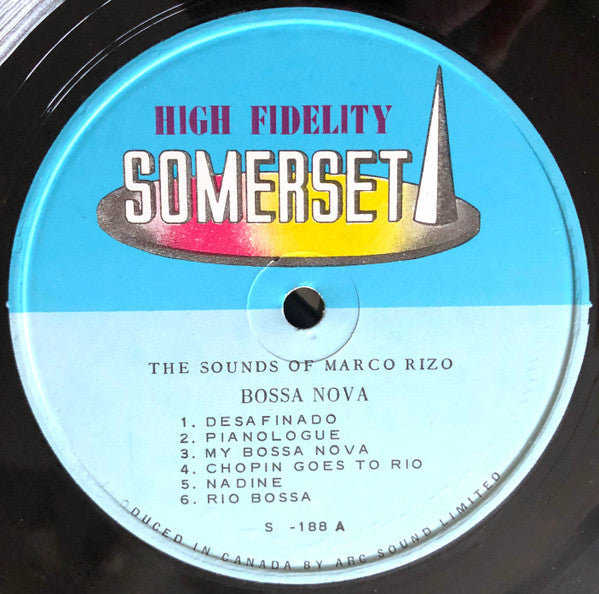 HIGH FIDELITY
SOMERSET
THE SOUNDS OF MARCO RIZO
BOSSA NOVA
1. DESAFINADO
2. PIANOLOGUE
3. MY BOSSA NOVA
4. CHOPIN GOES TO RIO
5. NADINE
6. RIO BOSSA
S -188 A
PRODUCED IN CANADA BY ARC SOUND LIMITED